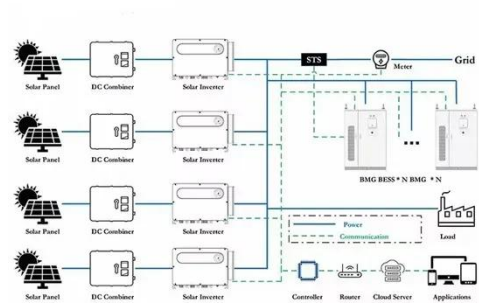 STS
Meter
Grid
Solar Panel DC Combiner Solar Inverter
Solar Panel DC Combiner Solar Inverter
BMG BESS * N BMG * N
Solar Panel DC Combiner Solar Inverter
Power
Communication
Load
Solar Panel DC Combiner Solar Inverter
Controller Router Cloud Server Applications